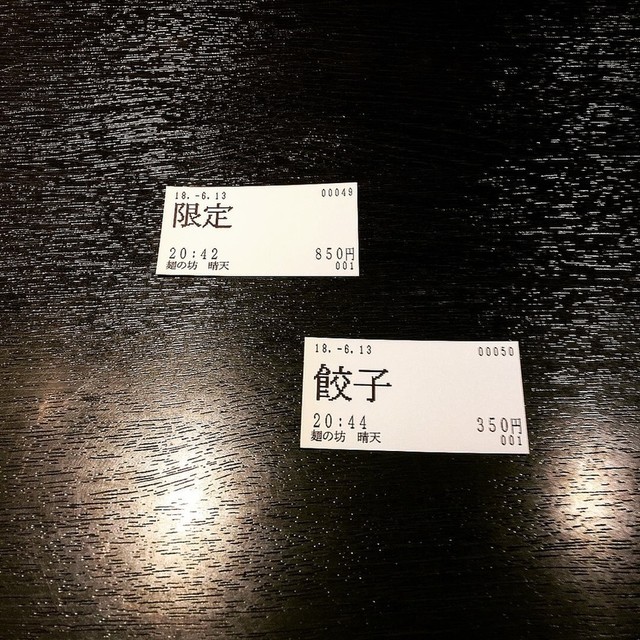 18.-6.13 00049
限定
20:42 850円
麺の坊 晴天 001
18.-6.13 00050
餃子
20:44 350円
麺の坊 晴天 001